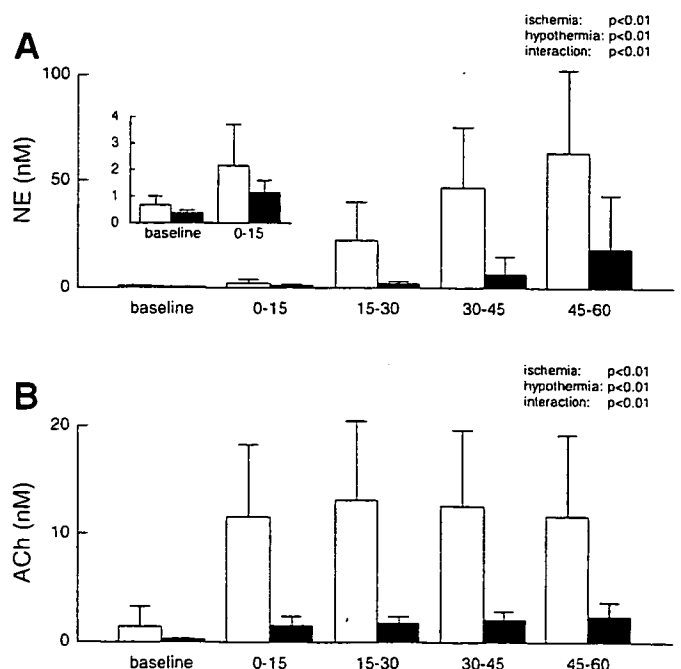 ischemia: p<0.01
hypothermia: p<0.01
interaction: p<0.01
A
100
50
0
NE (nM)
4
3
2
1
0
baseline 0-15
baseline 0-15 15-30 30-45 45-60
ischemia: p<0.01
hypothermia: p<0.01
interaction: p<0.01
B
20
10
0
ACh (nM)
baseline 0-15 15-30 30-45 45-60